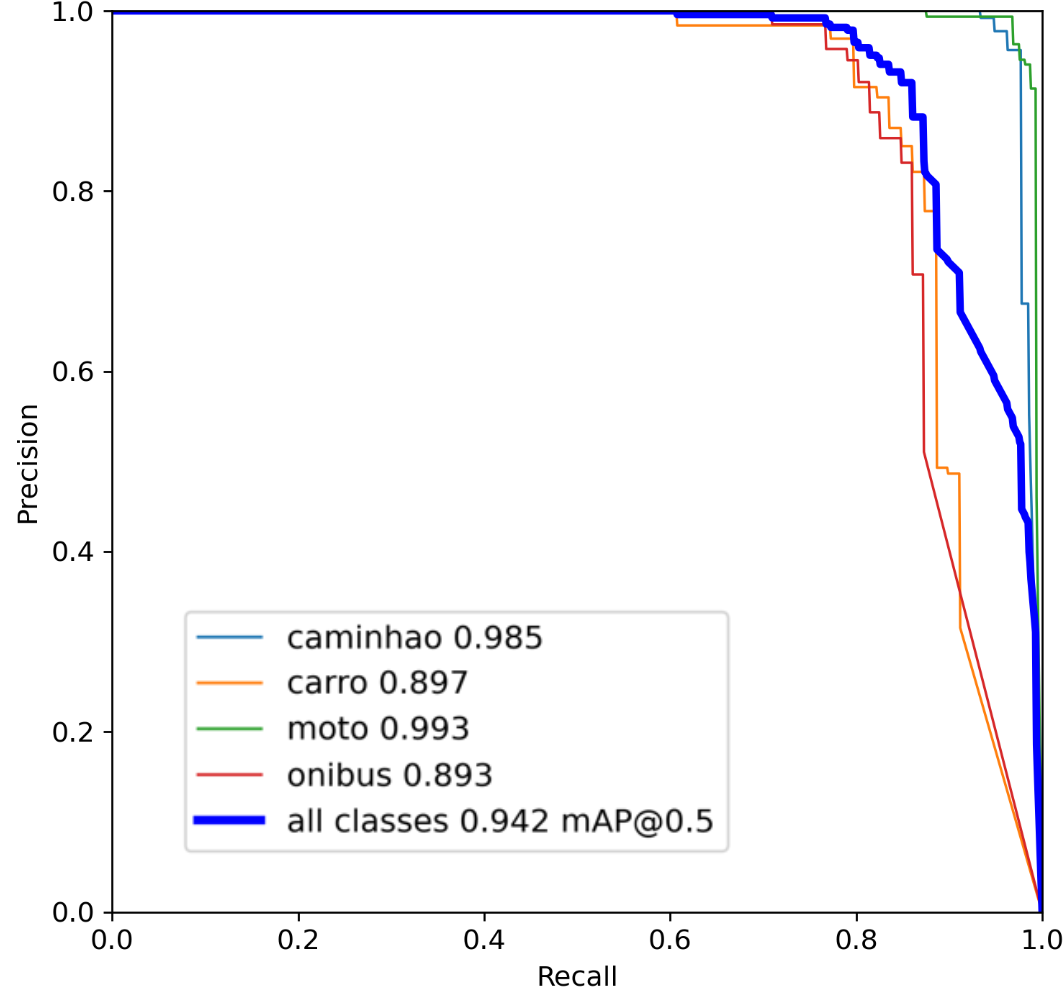 1.0
0.8
0.6
0.4
0.2
0.0
Precision
caminhao 0.985
carro 0.897
moto 0.993
onibus 0.893
all classes 0.942 mAP@0.5
0.0 0.2 0.4 0.6 0.8 1.0
Recall